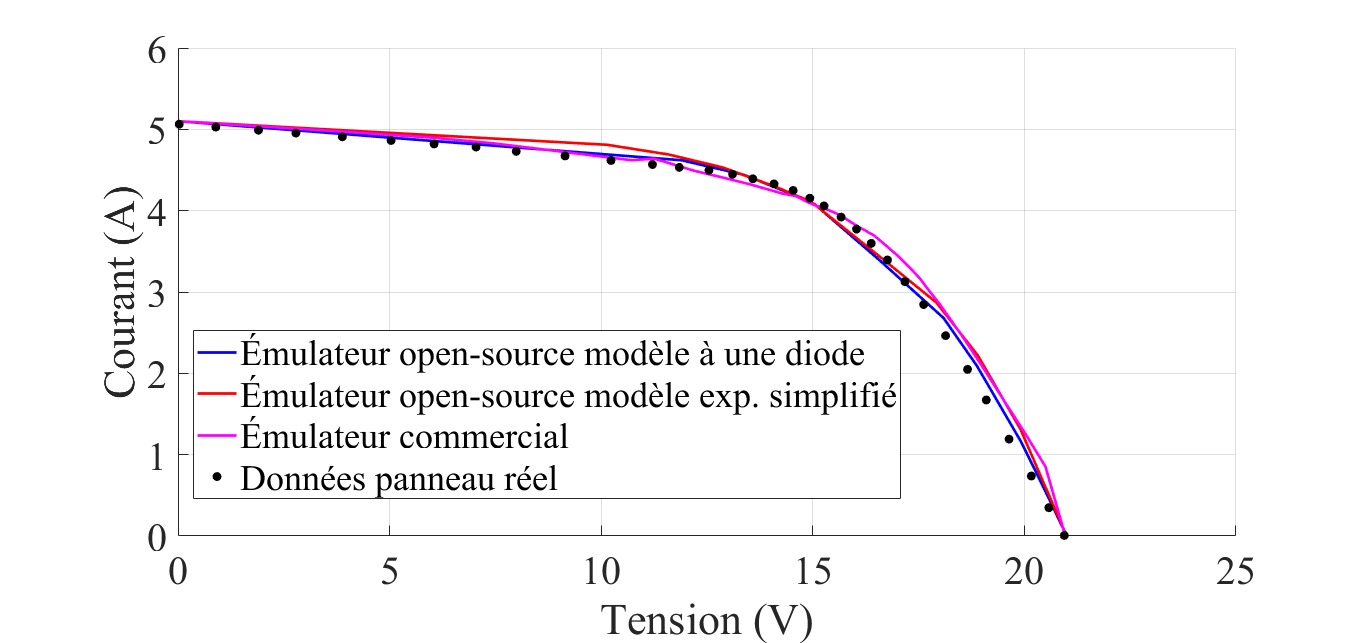 6
5
4
3
2
1
0
Courant (A)
Émulateur open-source modèle à une diode
Émulateur open-source modèle exp. simplifié
Émulateur commercial
Données panneau réel
0 5 10 15 20 25
Tension (V)